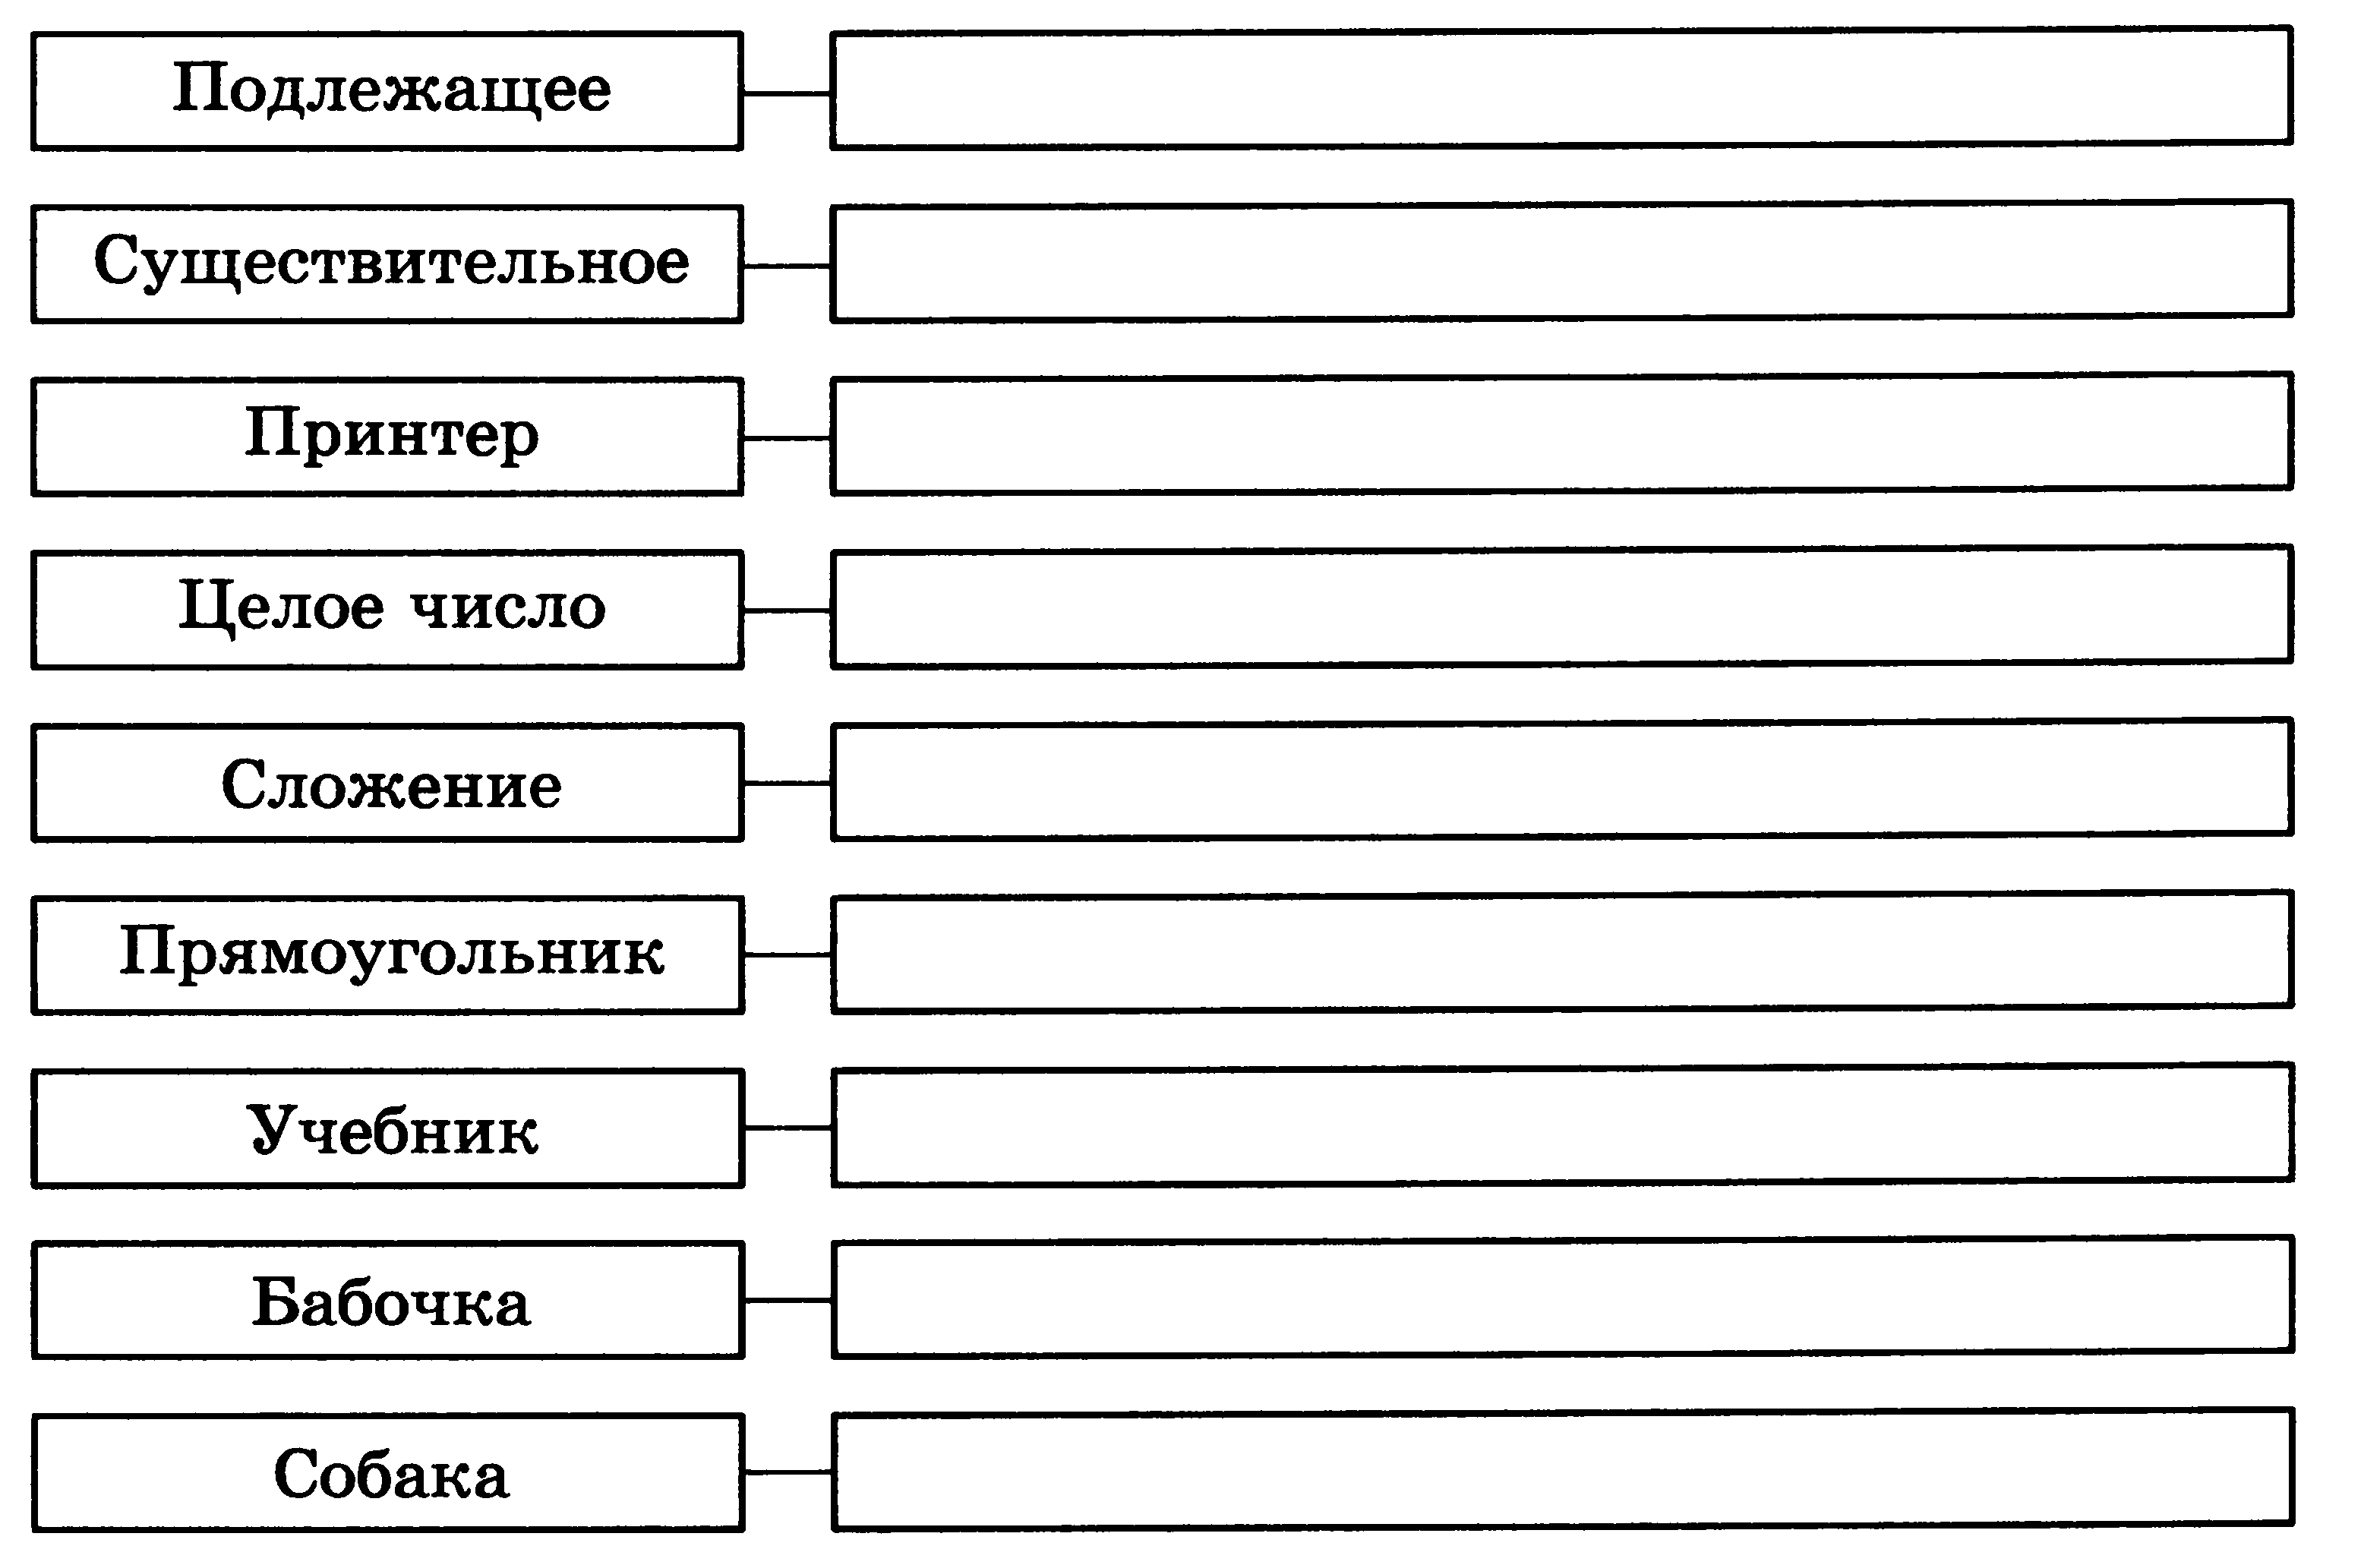 Подлежащее
Существительное
Принтер
Целое число
Сложение
Прямоугольник
Учебник
Бабочка
Собака